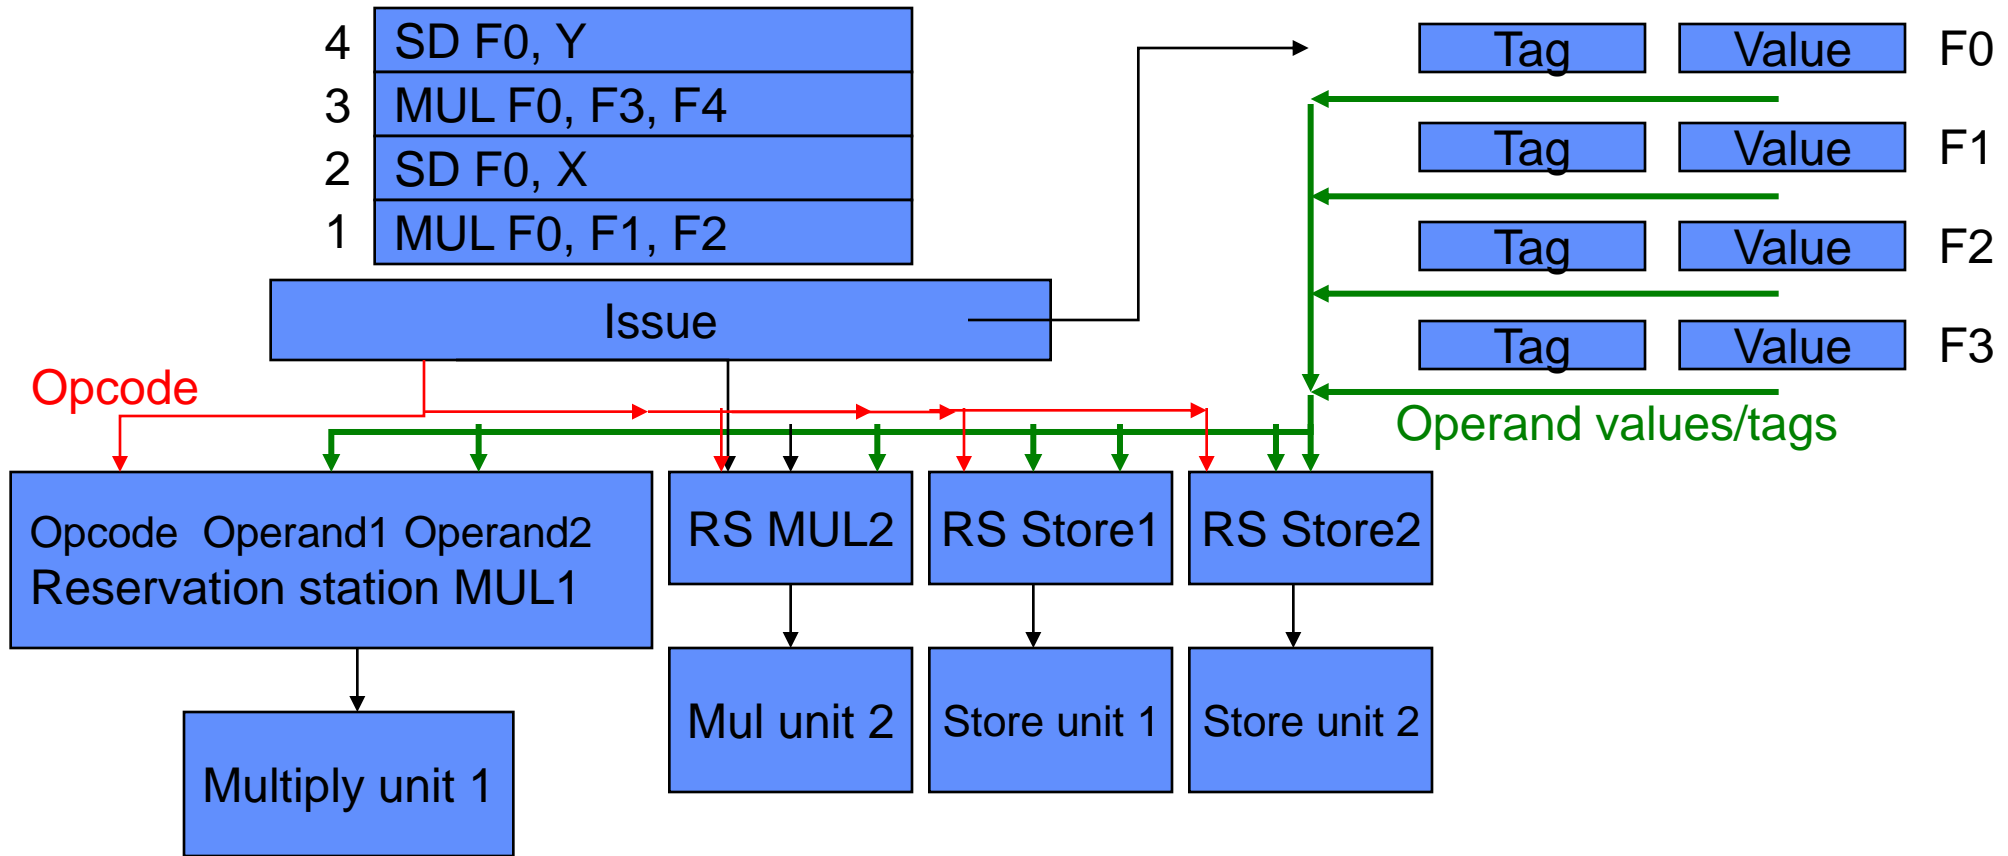 4 SD F0, Y
3 MUL F0, F3, F4
2 SD F0, X
1 MUL F0, F1, F2
Issue
Tag Value F0
Tag Value F1
Tag Value F2
Tag Value F3
Opcode
Operand values/tags
Opcode Operand1 Operand2
Reservation station MUL1
RS MUL2
RS Store1
RS Store2
Multiply unit 1
Mul unit 2
Store unit 1
Store unit 2